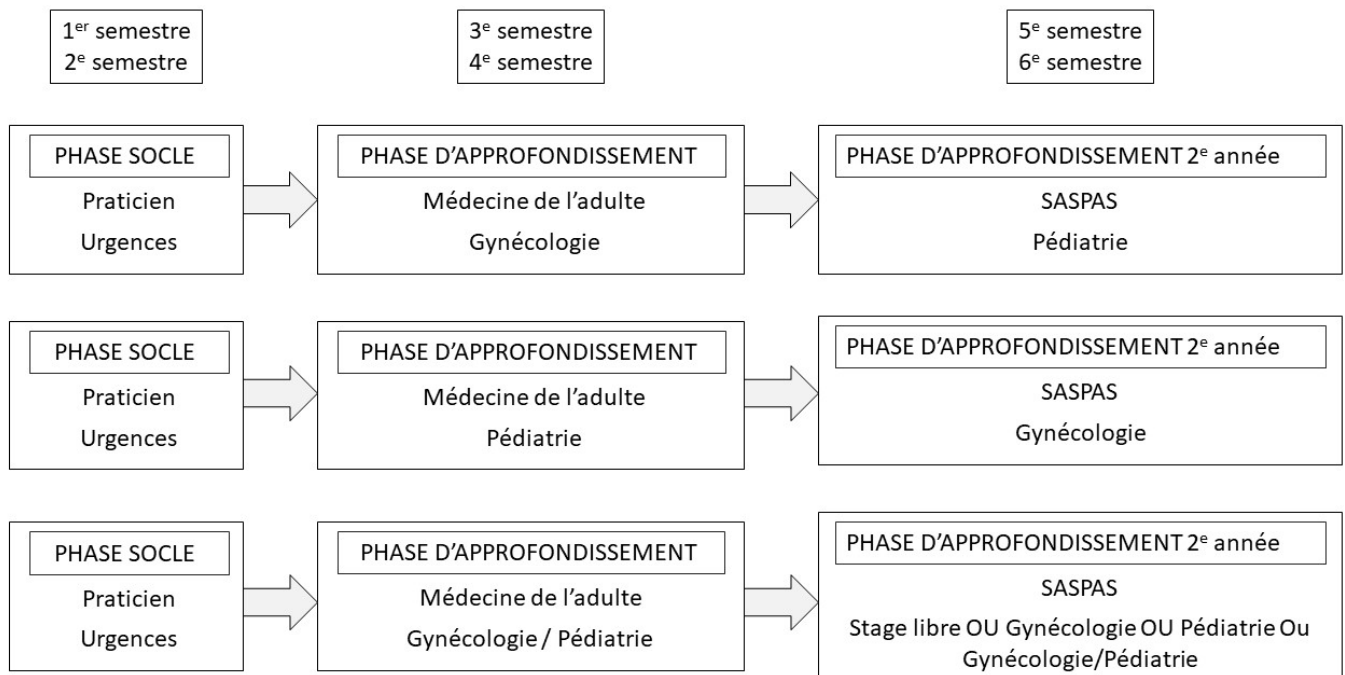 1er semestre
2e semestre
3e semestre
4e semestre
5e semestre
6e semestre
PHASE SOCLE
Praticien
Urgences
PHASE D'APPROFONDISSEMENT
Médecine de l'adulte
Gynécologie
PHASE D'APPROFONDISSEMENT 2e année
SASPAS
Pédiatrie
PHASE SOCLE
Praticien
Urgences
PHASE D'APPROFONDISSEMENT
Médecine de l'adulte
Pédiatrie
PHASE D'APPROFONDISSEMENT 2e année
SASPAS
Gynécologie
PHASE SOCLE
Praticien
Urgences
PHASE D'APPROFONDISSEMENT
Médecine de l'adulte
Gynécologie / Pédiatrie
PHASE D'APPROFONDISSEMENT 2e année
SASPAS
Stage libre OU Gynécologie OU Pédiatrie Ou
Gynécologie/Pédiatrie